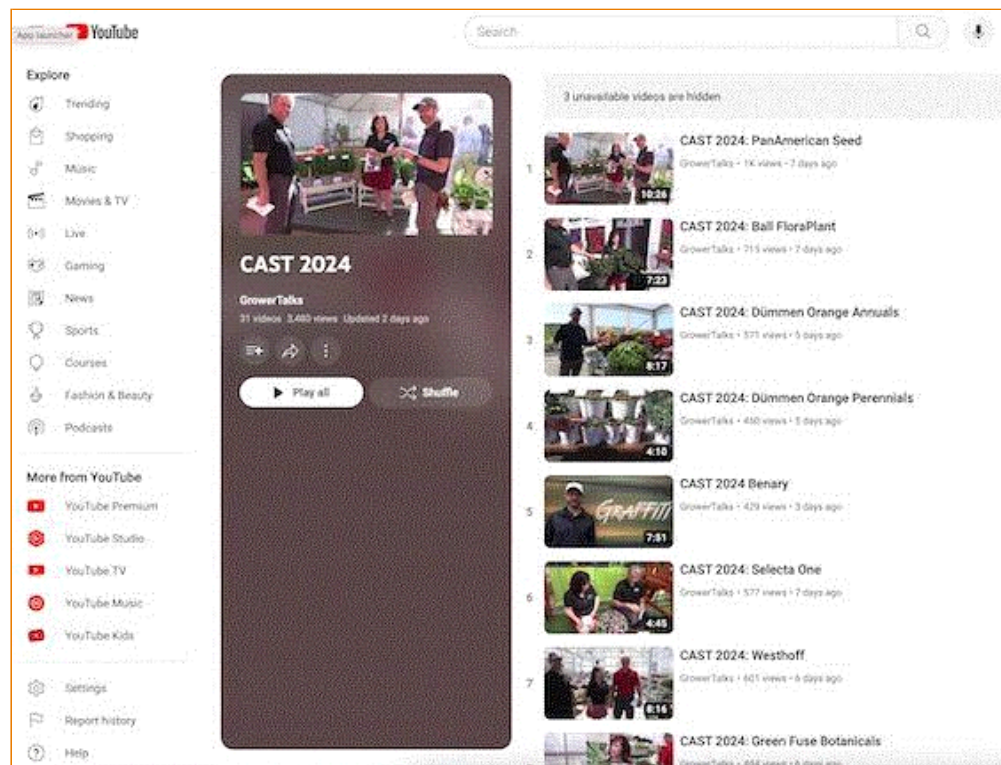 App launcher
YouTube
Search
Explore
Trending
Shopping
Music
Movies & TV
Live
Gaming
News
Sports
Courses
Fashion & Beauty
Podcasts
More from YouTube
YouTube Premium
YouTube Studio
YouTube TV
YouTube Music
YouTube Kids
Settings
Report history
Help
CAST 2024
GrowerTalks
31 videos 3,480 views Updated 2 days ago
Play all
Shuffle
3 unavailable videos are hidden
1
10:26
CAST 2024: PanAmerican Seed
GrowerTalks • 1K views • 7 days ago
2
7:23
CAST 2024: Ball FloraPlant
GrowerTalks • 715 views • 7 days ago
3
8:17
CAST 2024: Dümmen Orange Annuals
GrowerTalks • 571 views • 5 days ago
4
4:10
CAST 2024: Dümmen Orange Perennials
GrowerTalks • 460 views • 5 days ago
5
GRAFFITI
7:51
CAST 2024 Benary
GrowerTalks • 429 views • 3 days ago
6
4:45
CAST 2024: Selecta One
GrowerTalks • 577 views • 7 days ago
7
8:16
CAST 2024: Westhoff
GrowerTalks • 601 views • 6 days ago
CAST 2024: Green Fuse Botanicals